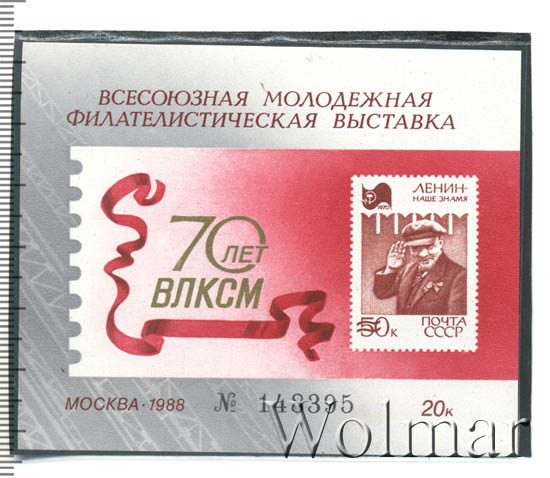 ВСЕСОЮЗНАЯ МОЛОДЕЖНАЯ
ФИЛАТЕЛИСТИЧЕСКАЯ ВЫСТАВКА
70
ЛЕТ
ВЛКСМ
ЛЕНИН-
НАШЕ ЗНАМЯ
1970
50к
ПОЧТА
СССР
МОСКВА · 1988 № 143395 20к
Wolmar